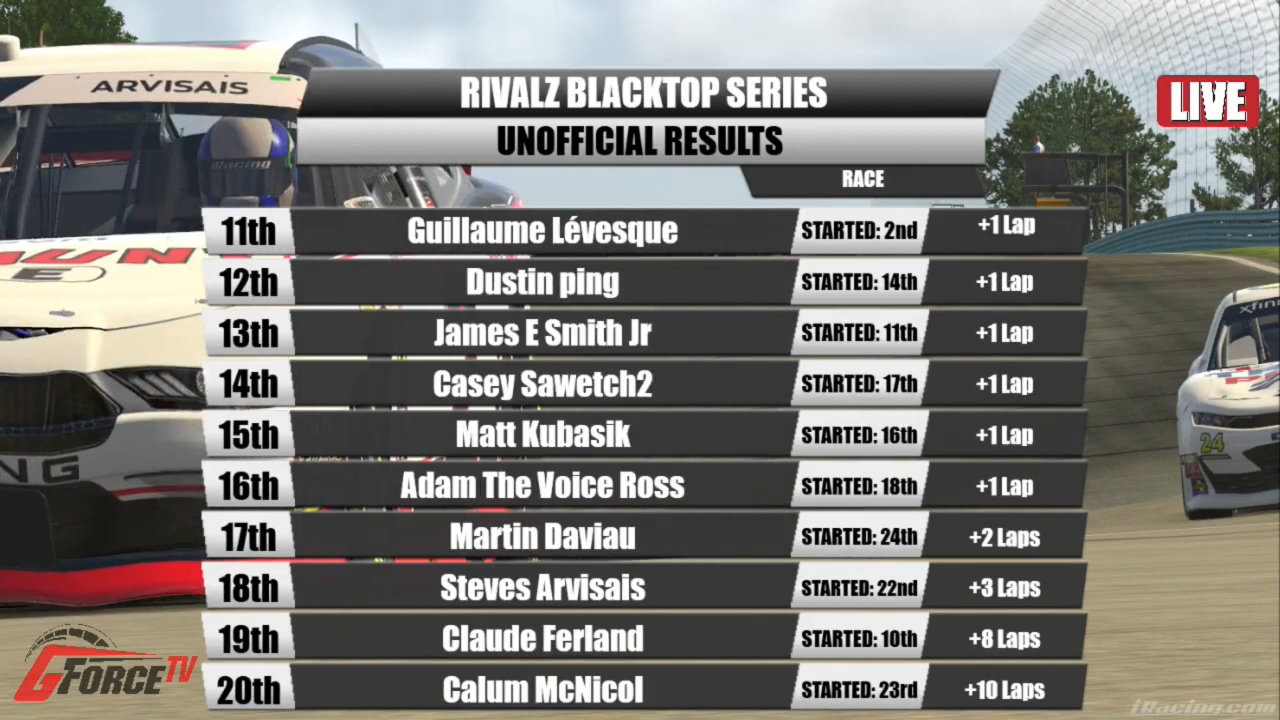 ARVISAIS
RIVALZ BLACKTOP SERIES
LIVE
UNOFFICIAL RESULTS
iRacing
RACE
11th Guillaume Lévesque STARTED: 2nd +1 Lap
12th Dustin ping STARTED: 14th +1 Lap
13th James E Smith Jr STARTED: 11th +1 Lap
14th Casey Sawetch2 STARTED: 17th +1 Lap
15th Matt Kubasik STARTED: 16th +1 Lap
24
16th Adam The Voice Ross STARTED: 18th +1 Lap
17th Martin Daviau STARTED: 24th +2 Laps
18th Steves Arvisais STARTED: 22nd +3 Laps
19th Claude Ferland STARTED: 10th +8 Laps
20th Calum McNicol STARTED: 23rd +10 Laps
GFORCE TV
iRacing.com